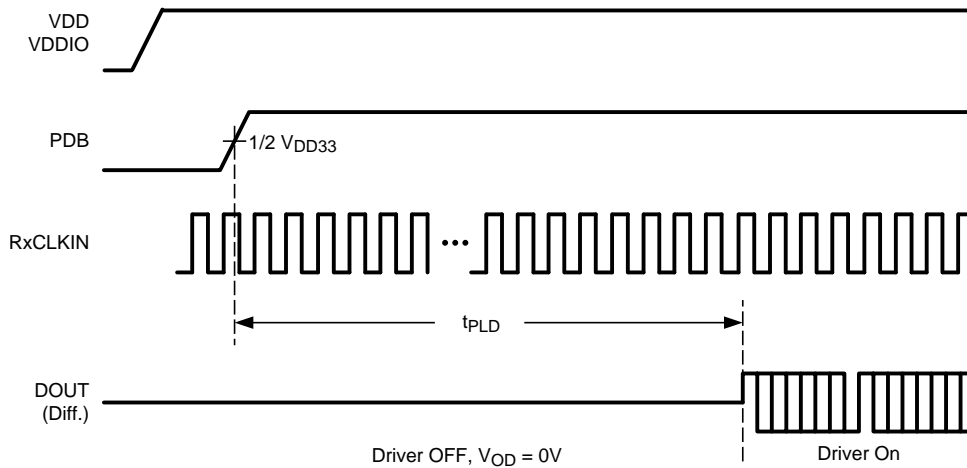 VDD
VDDIO
PDB
1/2 VDD33
RxCLKIN
tPLD
DOUT
(Diff.)
Driver OFF, VOD = 0V
Driver On